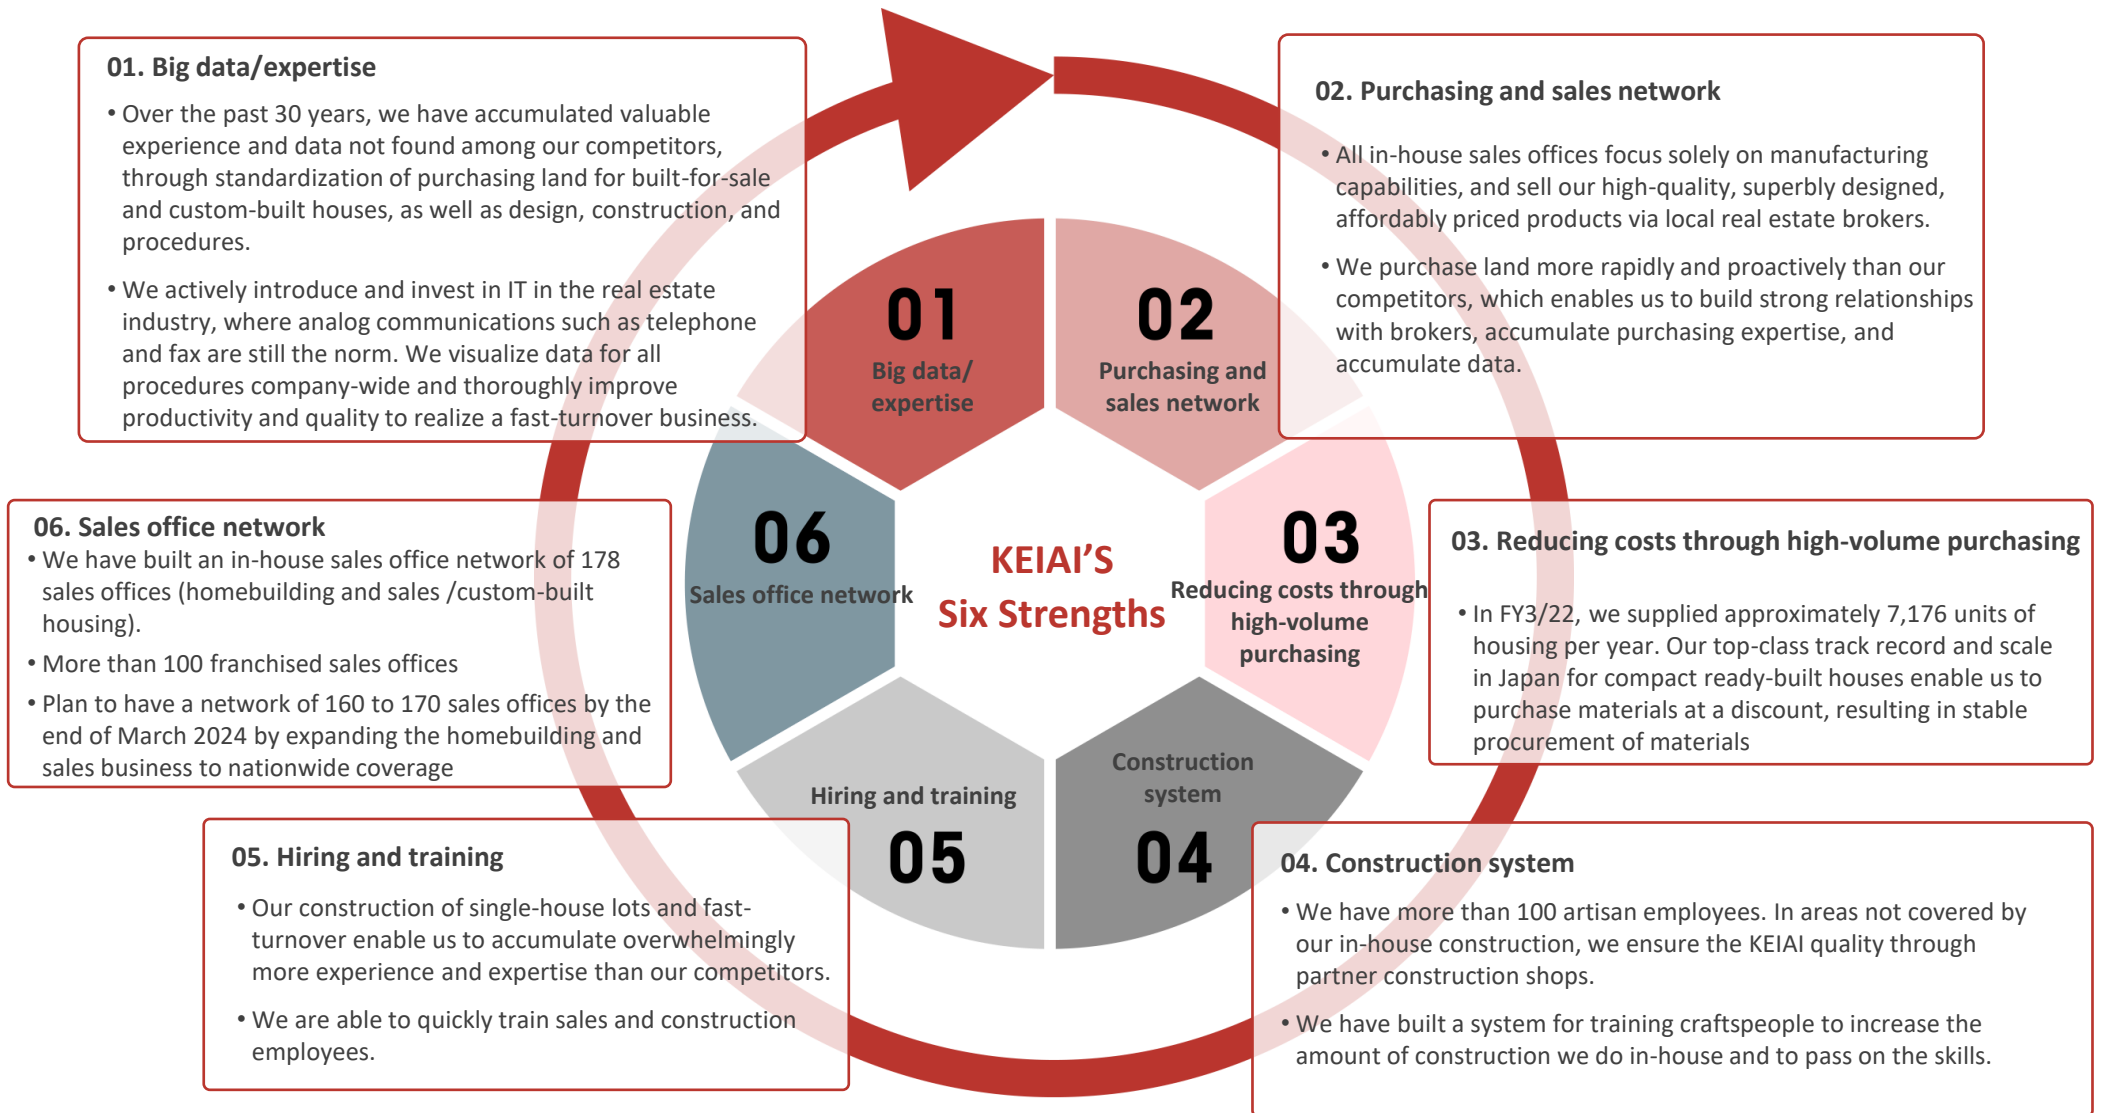 01. Big data/expertise
• Over the past 30 years, we have accumulated valuable
experience and data not found among our competitors,
through standardization of purchasing land for built-for-sale
and custom-built houses, as well as design, construction, and
procedures.
• We actively introduce and invest in IT in the real estate
industry, where analog communications such as telephone
and fax are still the norm. We visualize data for all
procedures company-wide and thoroughly improve
productivity and quality to realize a fast-turnover business.
02. Purchasing and sales network
• All in-house sales offices focus solely on manufacturing
capabilities, and sell our high-quality, superbly designed,
affordably priced products via local real estate brokers.
• We purchase land more rapidly and proactively than our
competitors, which enables us to build strong relationships
with brokers, accumulate purchasing expertise, and
accumulate data.
01
Big data/
expertise
02
Purchasing and
sales network
06
Sales office network
KEIAI'S
Six Strengths
03
Reducing costs through
high-volume
purchasing
Hiring and training
05
Construction
system
04
06. Sales office network
• We have built an in-house sales office network of 178
sales offices (homebuilding and sales /custom-built
housing).
• More than 100 franchised sales offices
• Plan to have a network of 160 to 170 sales offices by the
end of March 2024 by expanding the homebuilding and
sales business to nationwide coverage
03. Reducing costs through high-volume purchasing
• In FY3/22, we supplied approximately 7,176 units of
housing per year. Our top-class track record and scale
in Japan for compact ready-built houses enable us to
purchase materials at a discount, resulting in stable
procurement of materials
05. Hiring and training
• Our construction of single-house lots and fast-
turnover enable us to accumulate overwhelmingly
more experience and expertise than our competitors.
• We are able to quickly train sales and construction
employees.
04. Construction system
• We have more than 100 artisan employees. In areas not covered by
our in-house construction, we ensure the KEIAI quality through
partner construction shops.
• We have built a system for training craftspeople to increase the
amount of construction we do in-house and to pass on the skills.